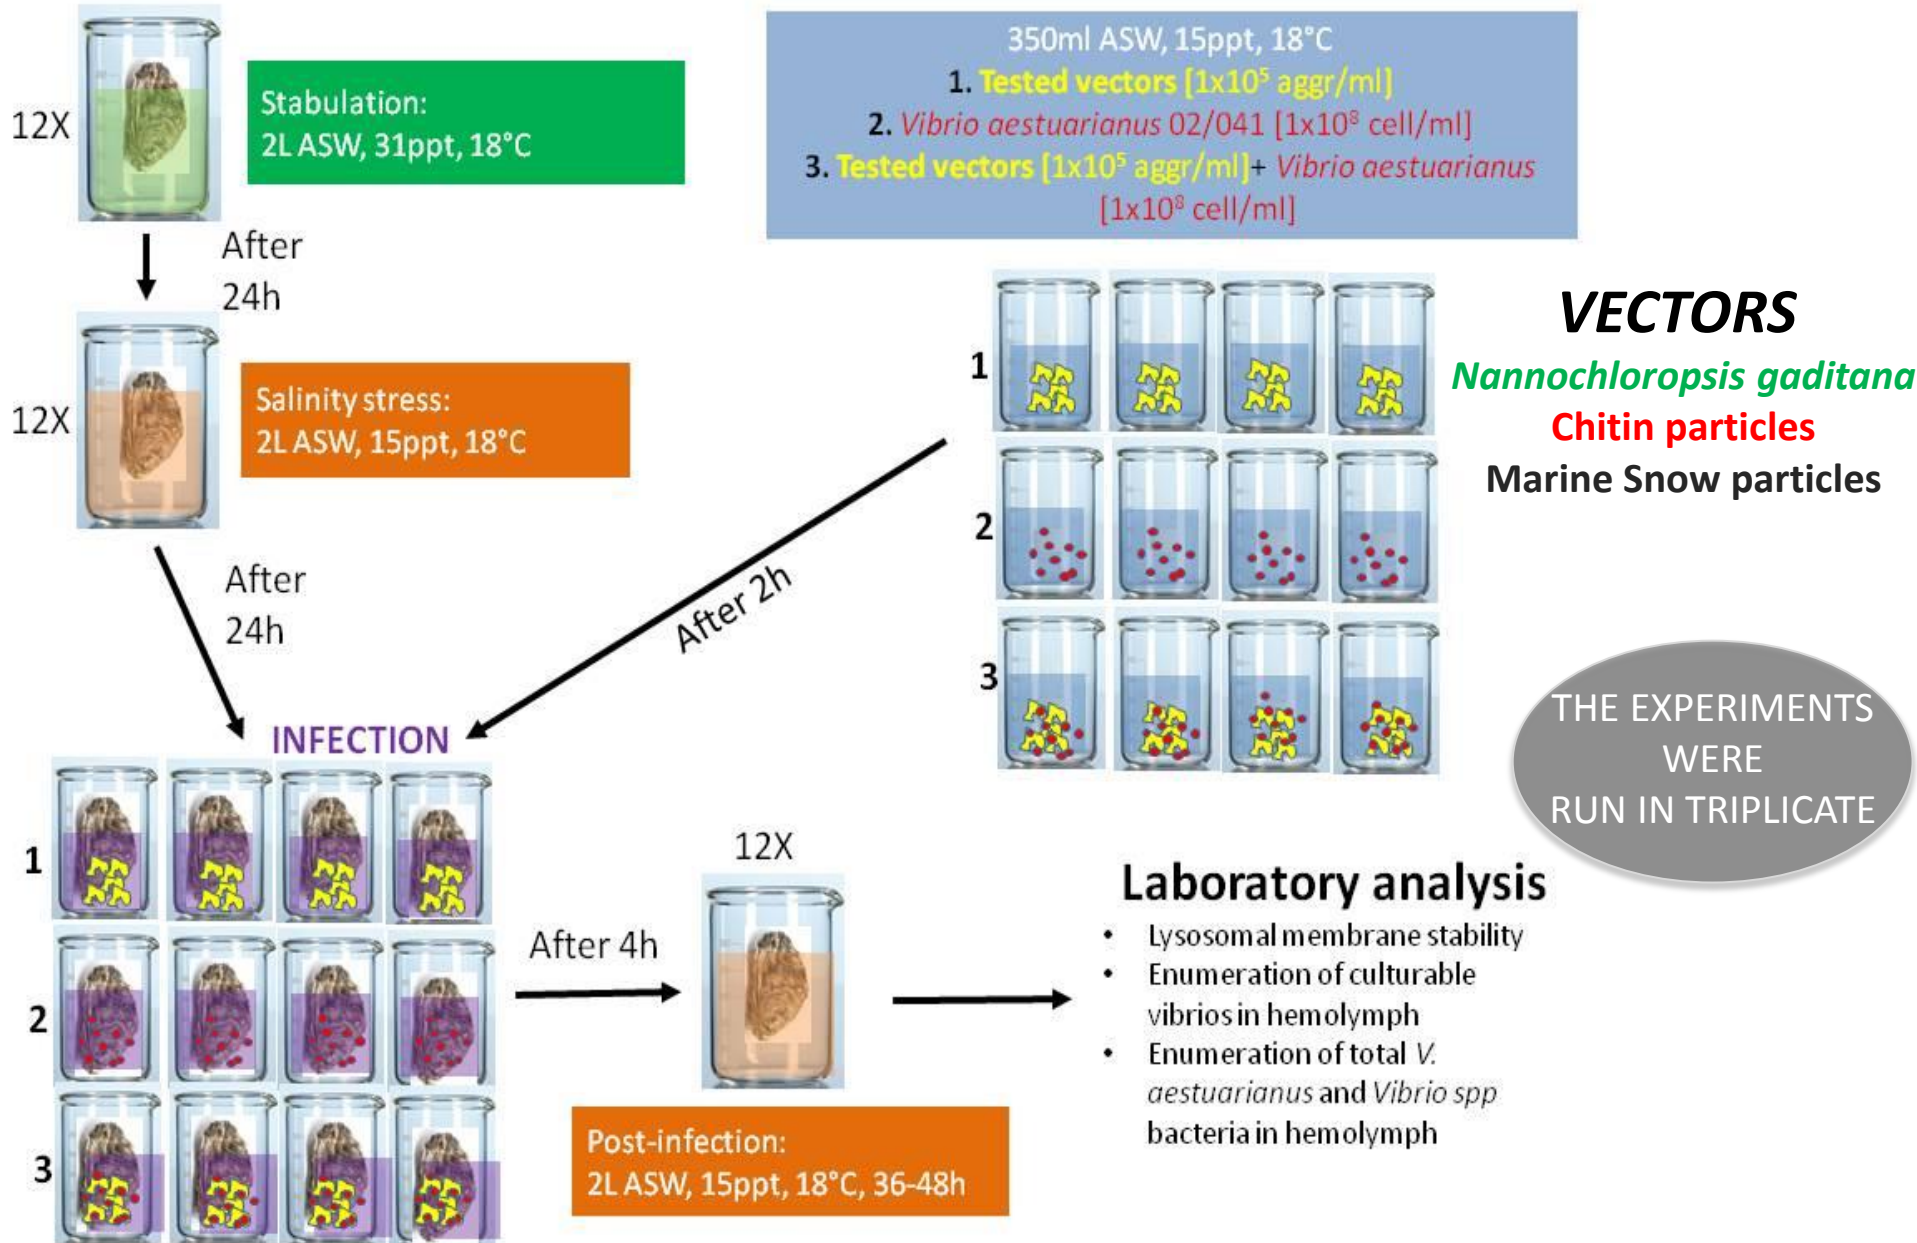 12X
Stabulation:
2L ASW, 31ppt, 18°C
After
24h
12X
Salinity stress:
2L ASW, 15ppt, 18°C
After
24h
350ml ASW, 15ppt, 18°C
1. Tested vectors [1x10⁵ aggr/ml]
2. Vibrio aestuarianus 02/041 [1x10⁸ cell/ml]
3. Tested vectors [1x10⁵ aggr/ml]+ Vibrio aestuarianus
[1x10⁸ cell/ml]
1
2
3
After 2h
VECTORS
Nannochloropsis gaditana
Chitin particles
Marine Snow particles
THE EXPERIMENTS
WERE
RUN IN TRIPLICATE
INFECTION
1
2
3
After 4h
12X
Post-infection:
2L ASW, 15ppt, 18°C, 36-48h
Laboratory analysis
• Lysosomal membrane stability
• Enumeration of culturable
vibrios in hemolymph
• Enumeration of total V.
aestuarianus and Vibrio spp
bacteria in hemolymph